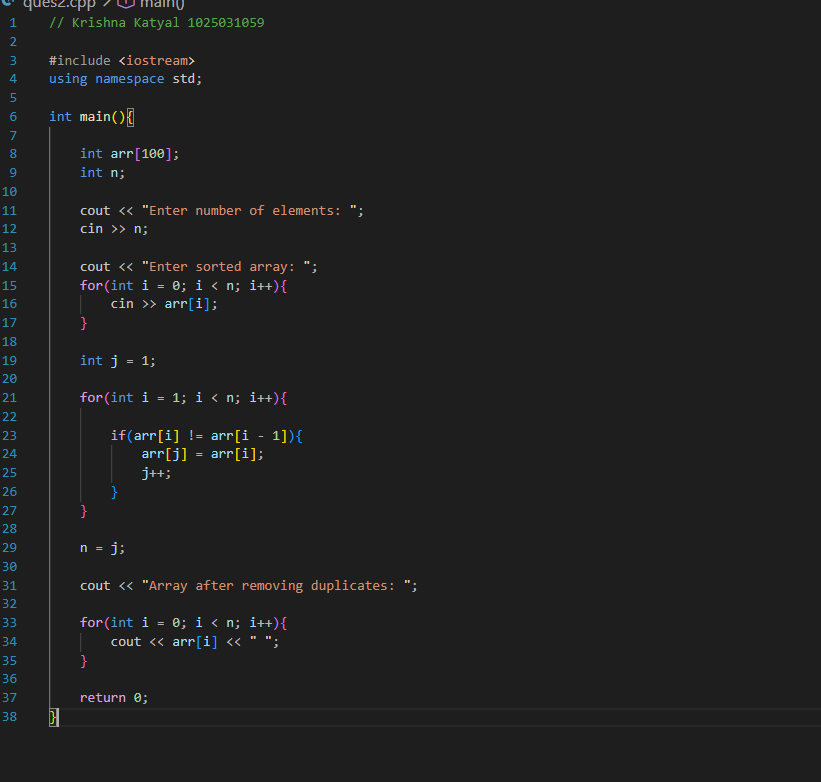 ques2.cpp > main()
1 // Krishna Katyal 1025031059
2
3 #include <iostream>
4 using namespace std;
5
6 int main(){
7
8 int arr[100];
9 int n;
10
11 cout << "Enter number of elements: ";
12 cin >> n;
13
14 cout << "Enter sorted array: ";
15 for(int i = 0; i < n; i++){
16 cin >> arr[i];
17 }
18
19 int j = 1;
20
21 for(int i = 1; i < n; i++){
22
23 if(arr[i] != arr[i - 1]){
24 arr[j] = arr[i];
25 j++;
26 }
27 }
28
29 n = j;
30
31 cout << "Array after removing duplicates: ";
32
33 for(int i = 0; i < n; i++){
34 cout << arr[i] << " ";
35 }
36
37 return 0;
38 }